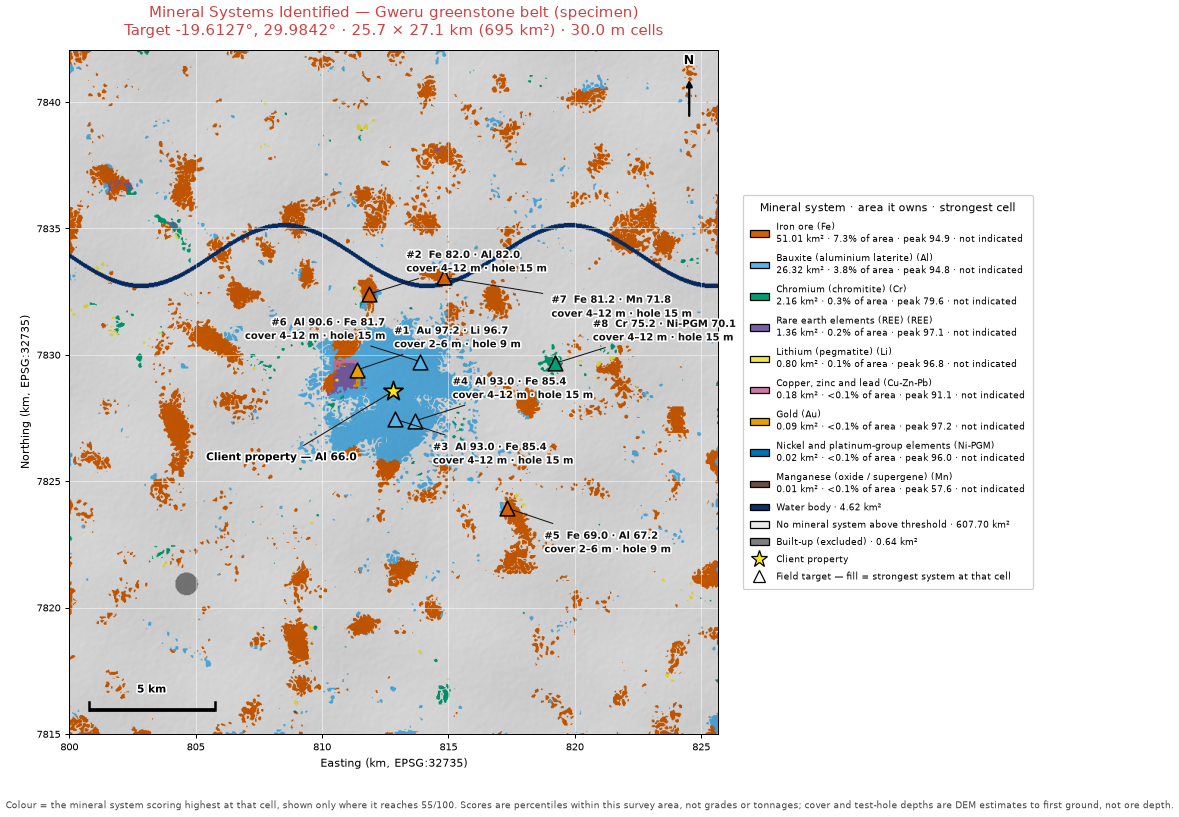 Mineral Systems Identified — Gweru greenstone belt (specimen)
Target -19.6127°, 29.9842° · 25.7 × 27.1 km (695 km²) · 30.0 m cells
N
7840
7835
7830
7825
7820
7815
Northing (km, EPSG:32735)
800
805
810
815
820
825
Easting (km, EPSG:32735)
#2 Fe 82.0 · Al 82.0
cover 4–12 m · hole 15 m
#7 Fe 81.2 · Mn 71.8
cover 4–12 m · hole 15 m
#8 Cr 75.2 · Ni-PGM 70.1
cover 4–12 m · hole 15 m
#6 Al 90.6 · Fe 81.7
cover 4–12 m · hole 15 m
#1 Au 97.2 · Li 96.7
cover 2–6 m · hole 9 m
#4 Al 93.0 · Fe 85.4
cover 4–12 m · hole 15 m
#3 Al 93.0 · Fe 85.4
cover 4–12 m · hole 15 m
Client property — Al 66.0
#5 Fe 69.0 · Al 67.2
cover 2–6 m · hole 9 m
5 km
Mineral system · area it owns · strongest cell
Iron ore (Fe)
51.01 km² · 7.3% of area · peak 94.9 · not indicated
Bauxite (aluminium laterite) (Al)
26.32 km² · 3.8% of area · peak 94.8 · not indicated
Chromium (chromitite) (Cr)
2.16 km² · 0.3% of area · peak 79.6 · not indicated
Rare earth elements (REE) (REE)
1.36 km² · 0.2% of area · peak 97.1 · not indicated
Lithium (pegmatite) (Li)
0.80 km² · 0.1% of area · peak 96.8 · not indicated
Copper, zinc and lead (Cu-Zn-Pb)
0.18 km² · <0.1% of area · peak 91.1 · not indicated
Gold (Au)
0.09 km² · <0.1% of area · peak 97.2 · not indicated
Nickel and platinum-group elements (Ni-PGM)
0.02 km² · <0.1% of area · peak 96.0 · not indicated
Manganese (oxide / supergene) (Mn)
0.01 km² · <0.1% of area · peak 57.6 · not indicated
Water body · 4.62 km²
No mineral system above threshold · 607.70 km²
Built-up (excluded) · 0.64 km²
Client property
Field target — fill = strongest system at that cell
Colour = the mineral system scoring highest at that cell, shown only where it reaches 55/100. Scores are percentiles within this survey area, not grades or tonnages; cover and test-hole depths are DEM estimates to first ground, not ore depth.